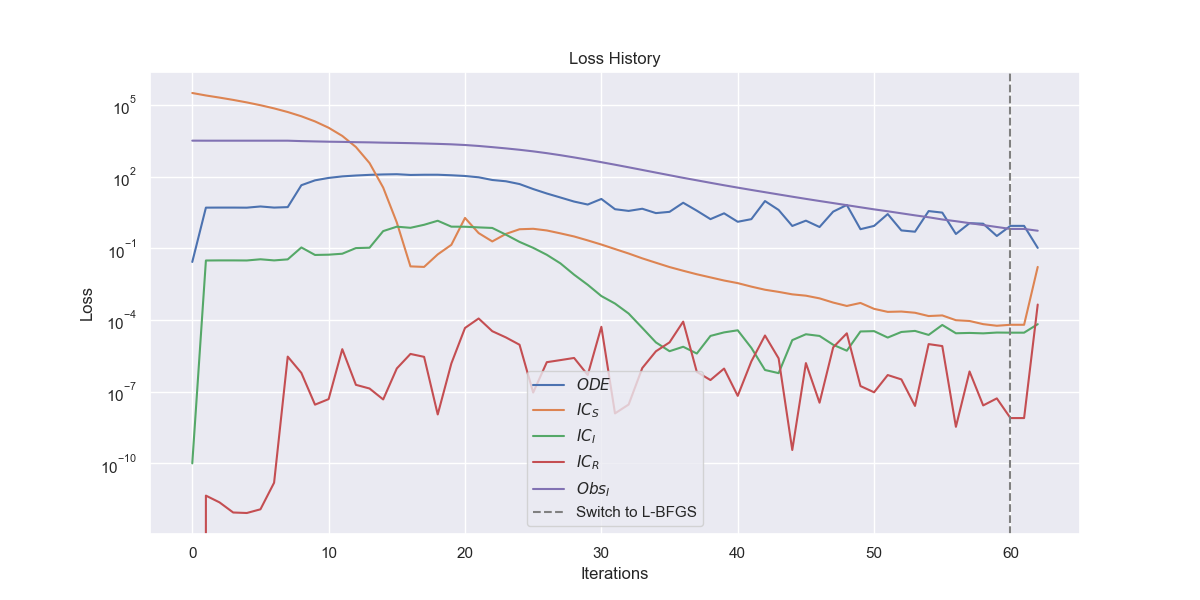 Loss History
Loss
10^5
10^2
10^−1
10^−4
10^−7
10^−10
ODE
IC_S
IC_I
IC_R
Obs_I
Switch to L-BFGS
0 10 20 30 40 50 60
Iterations